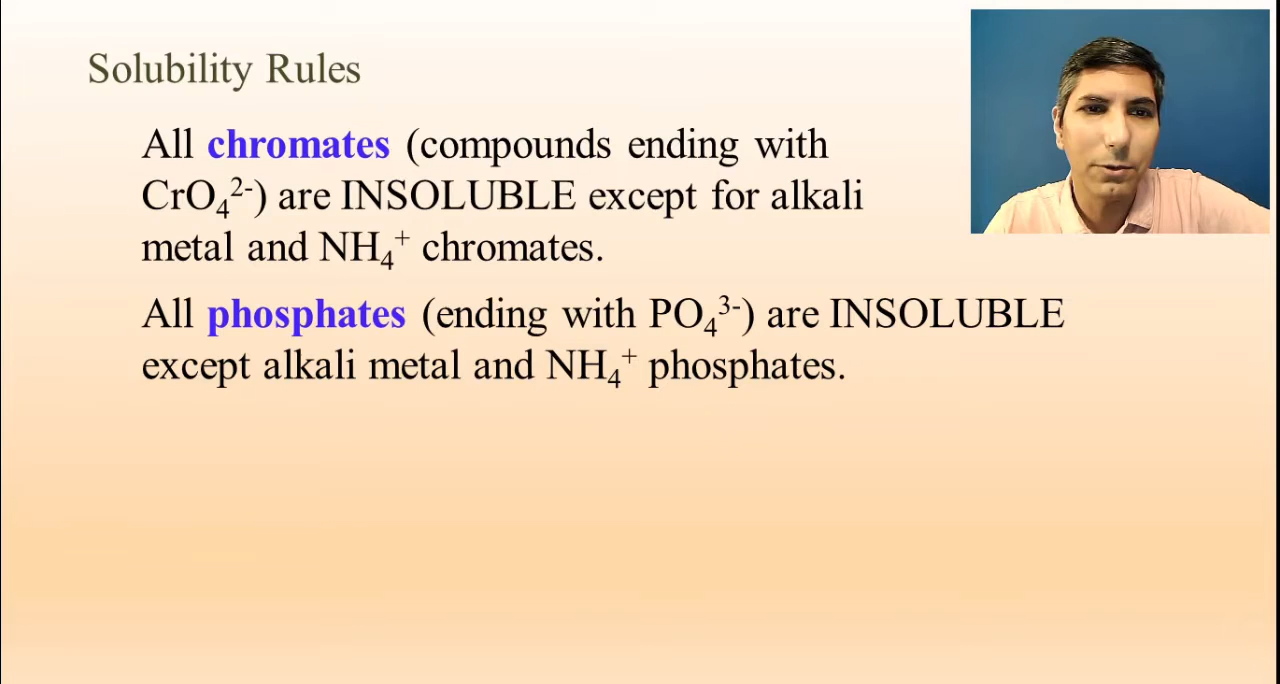 Solubility Rules
All chromates (compounds ending with
CrO₄²⁻) are INSOLUBLE except for alkali
metal and NH₄⁺ chromates.
All phosphates (ending with PO₄³⁻) are INSOLUBLE
except alkali metal and NH₄⁺ phosphates.